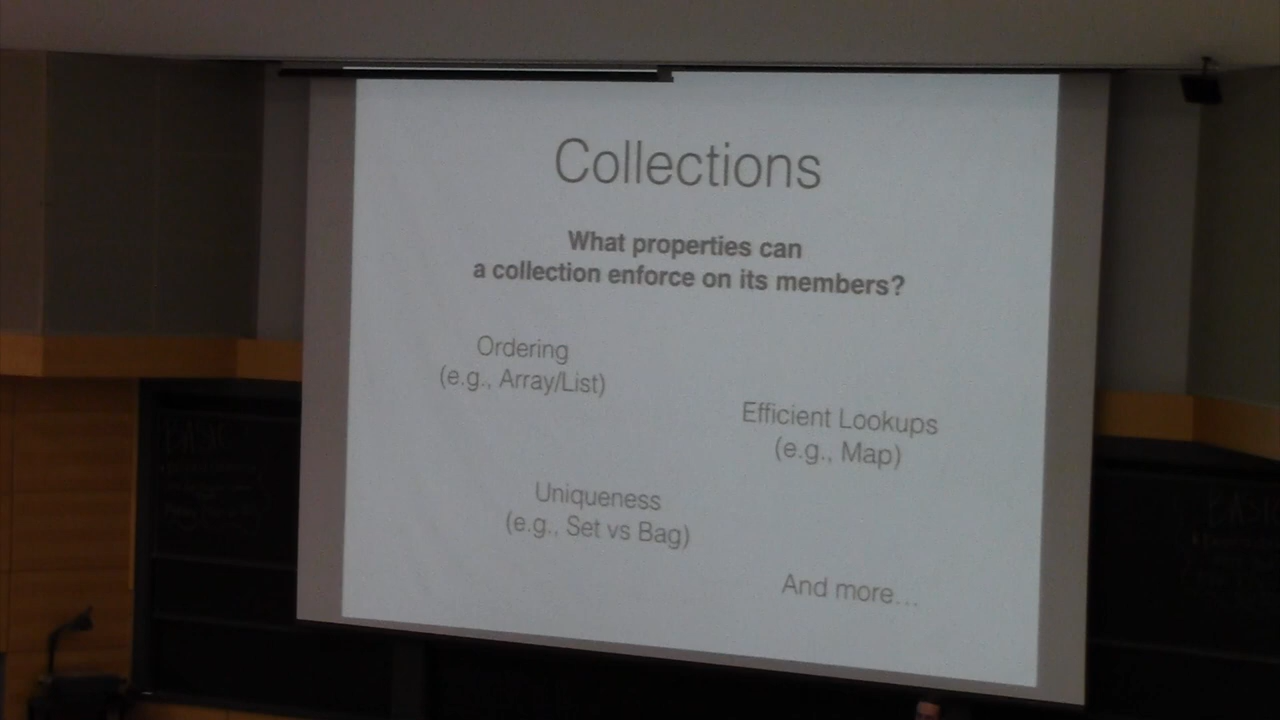 Collections
What properties can
a collection enforce on its members?
Ordering
(e.g., Array/List)
Efficient Lookups
(e.g., Map)
Uniqueness
(e.g., Set vs Bag)
And more…